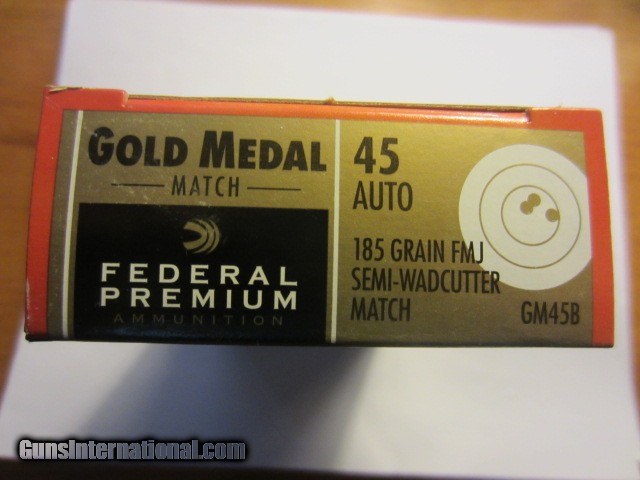 GOLD MEDAL
MATCH
FEDERAL
PREMIUM
AMMUNITION
45
AUTO
185 GRAIN FMJ
SEMI-WADCUTTER
MATCH
GM45B
GunsInternational.com